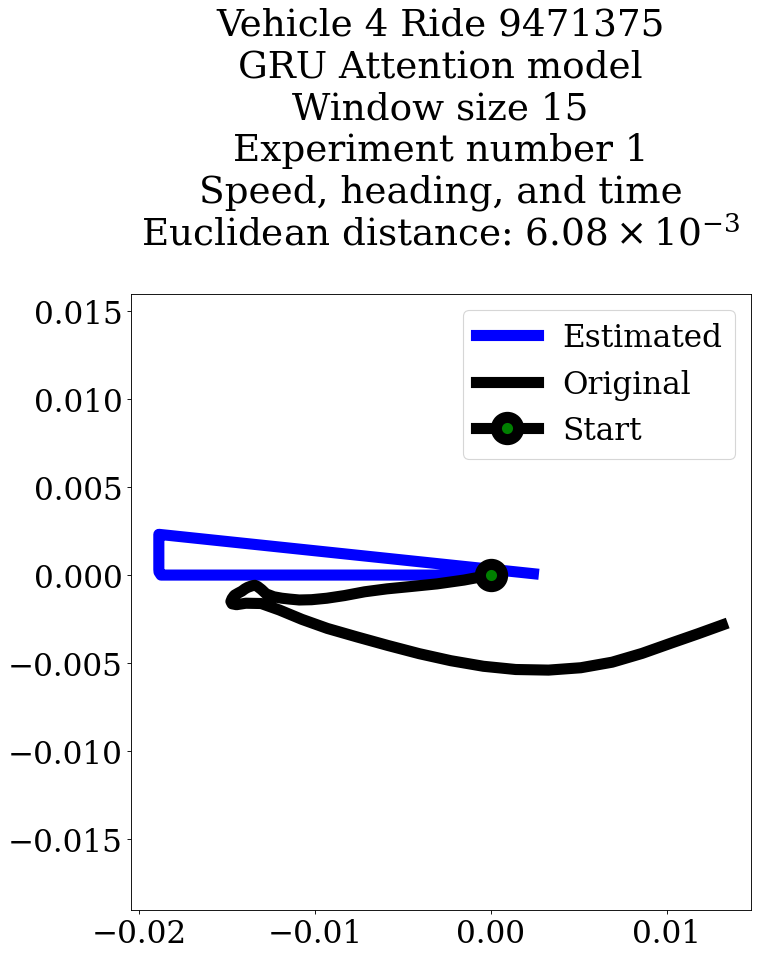 Vehicle 4 Ride 9471375
GRU Attention model
Window size 15
Experiment number 1
Speed, heading, and time
Euclidean distance: 6.08 × 10⁻³
Estimated
Original
Start
0.015
0.010
0.005
0.000
−0.005
−0.010
−0.015
−0.02 −0.01 0.00 0.01